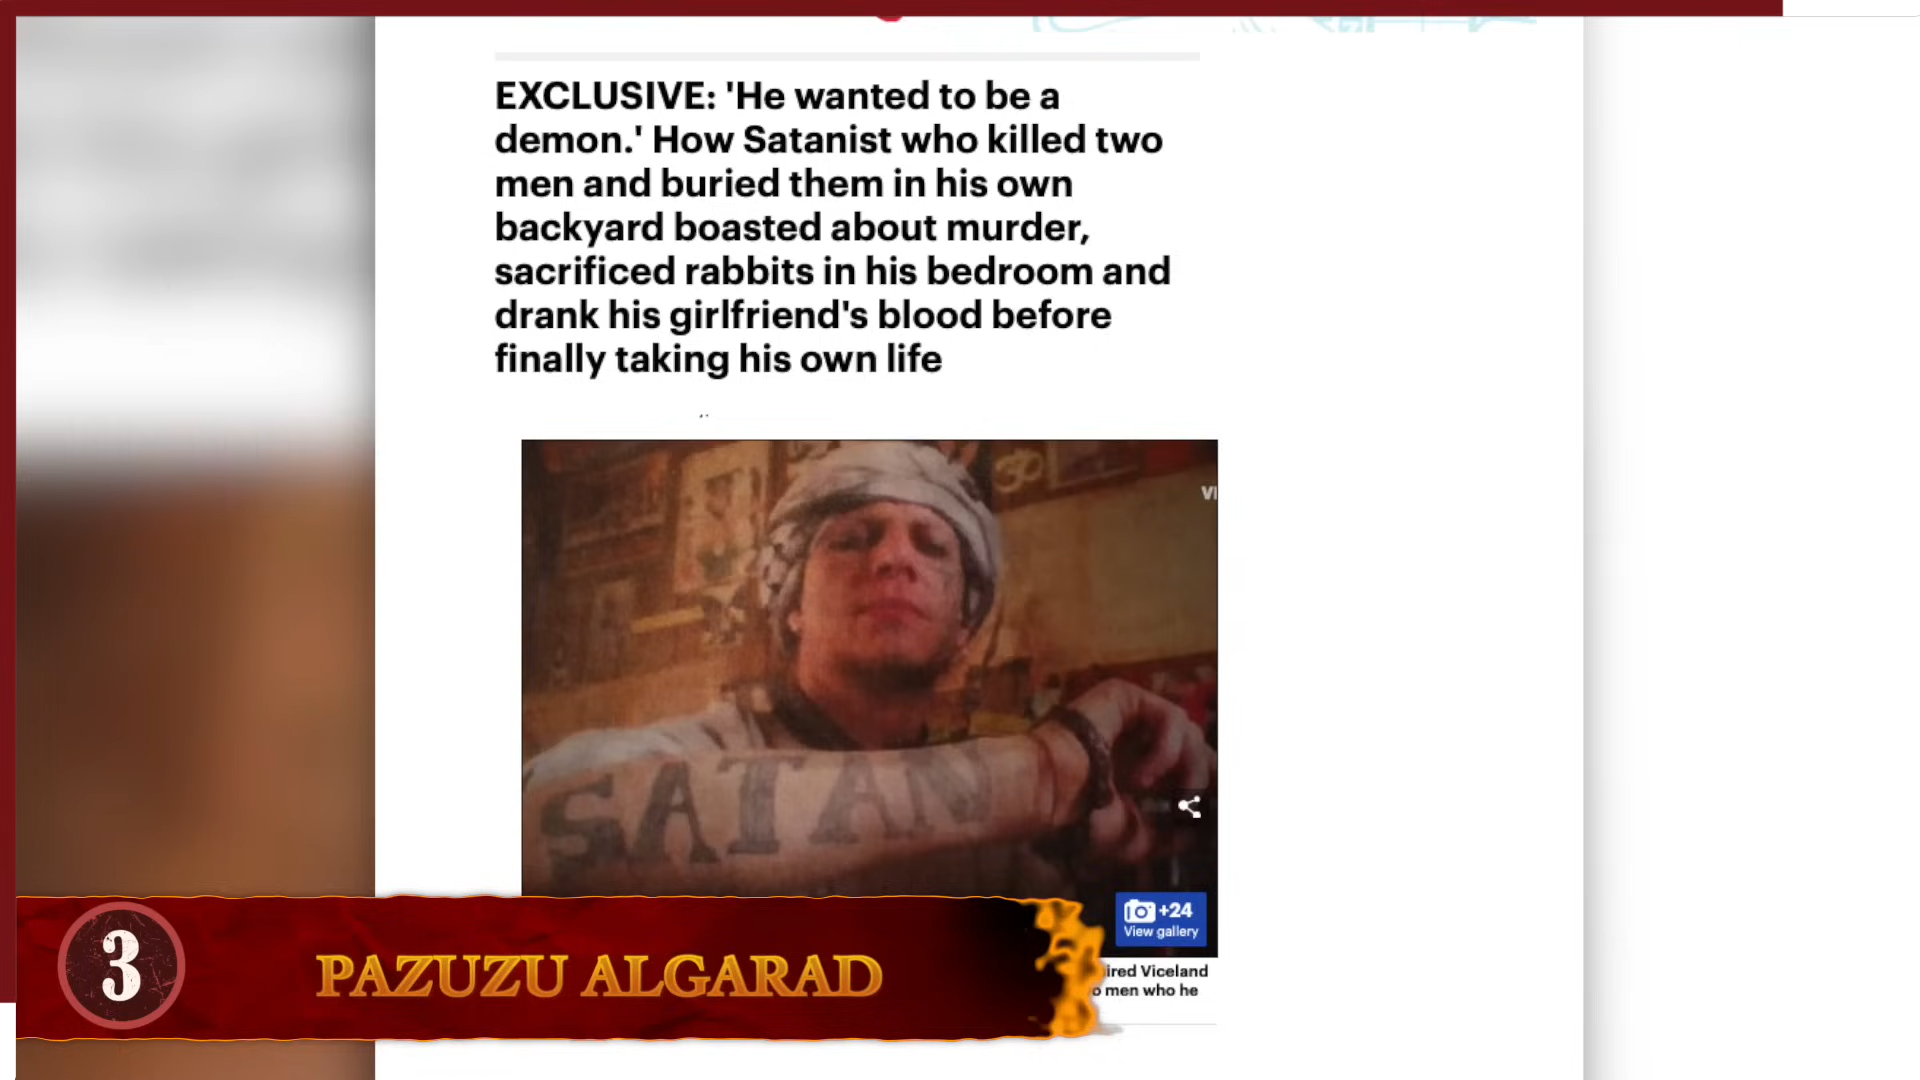 EXCLUSIVE: 'He wanted to be a
demon.' How Satanist who killed two
men and buried them in his own
backyard boasted about murder,
sacrificed rabbits in his bedroom and
drank his girlfriend's blood before
finally taking his own life
VI
SATAN
+24
View gallery
ired Viceland
o men who he
3
PAZUZU ALGARAD